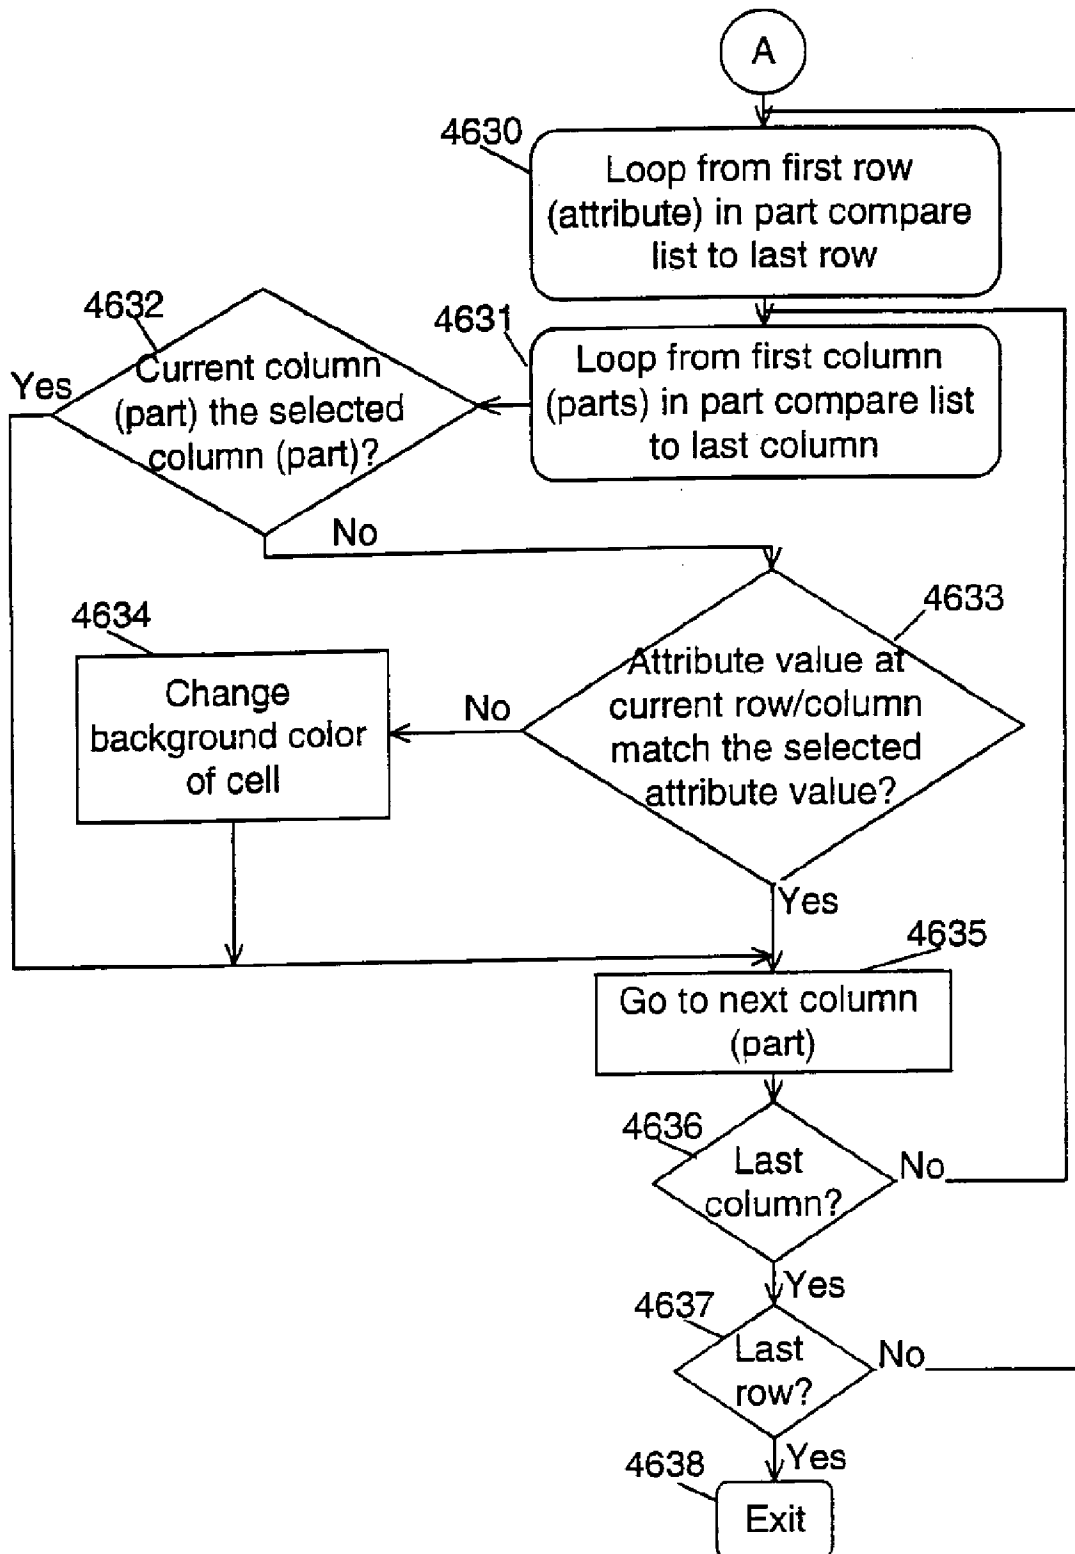 A
4630
Loop from first row
(attribute) in part compare
list to last row
4632
Current column
(part) the selected
column (part)?
Yes
No
4631
Loop from first column
(parts) in part compare list
to last column
4633
Attribute value at
current row/column
match the selected
attribute value?
No
Yes
4634
Change
background color
of cell
4635
Go to next column
(part)
4636
Last
column?
No
Yes
4637
Last
row?
No
Yes
4638
Exit